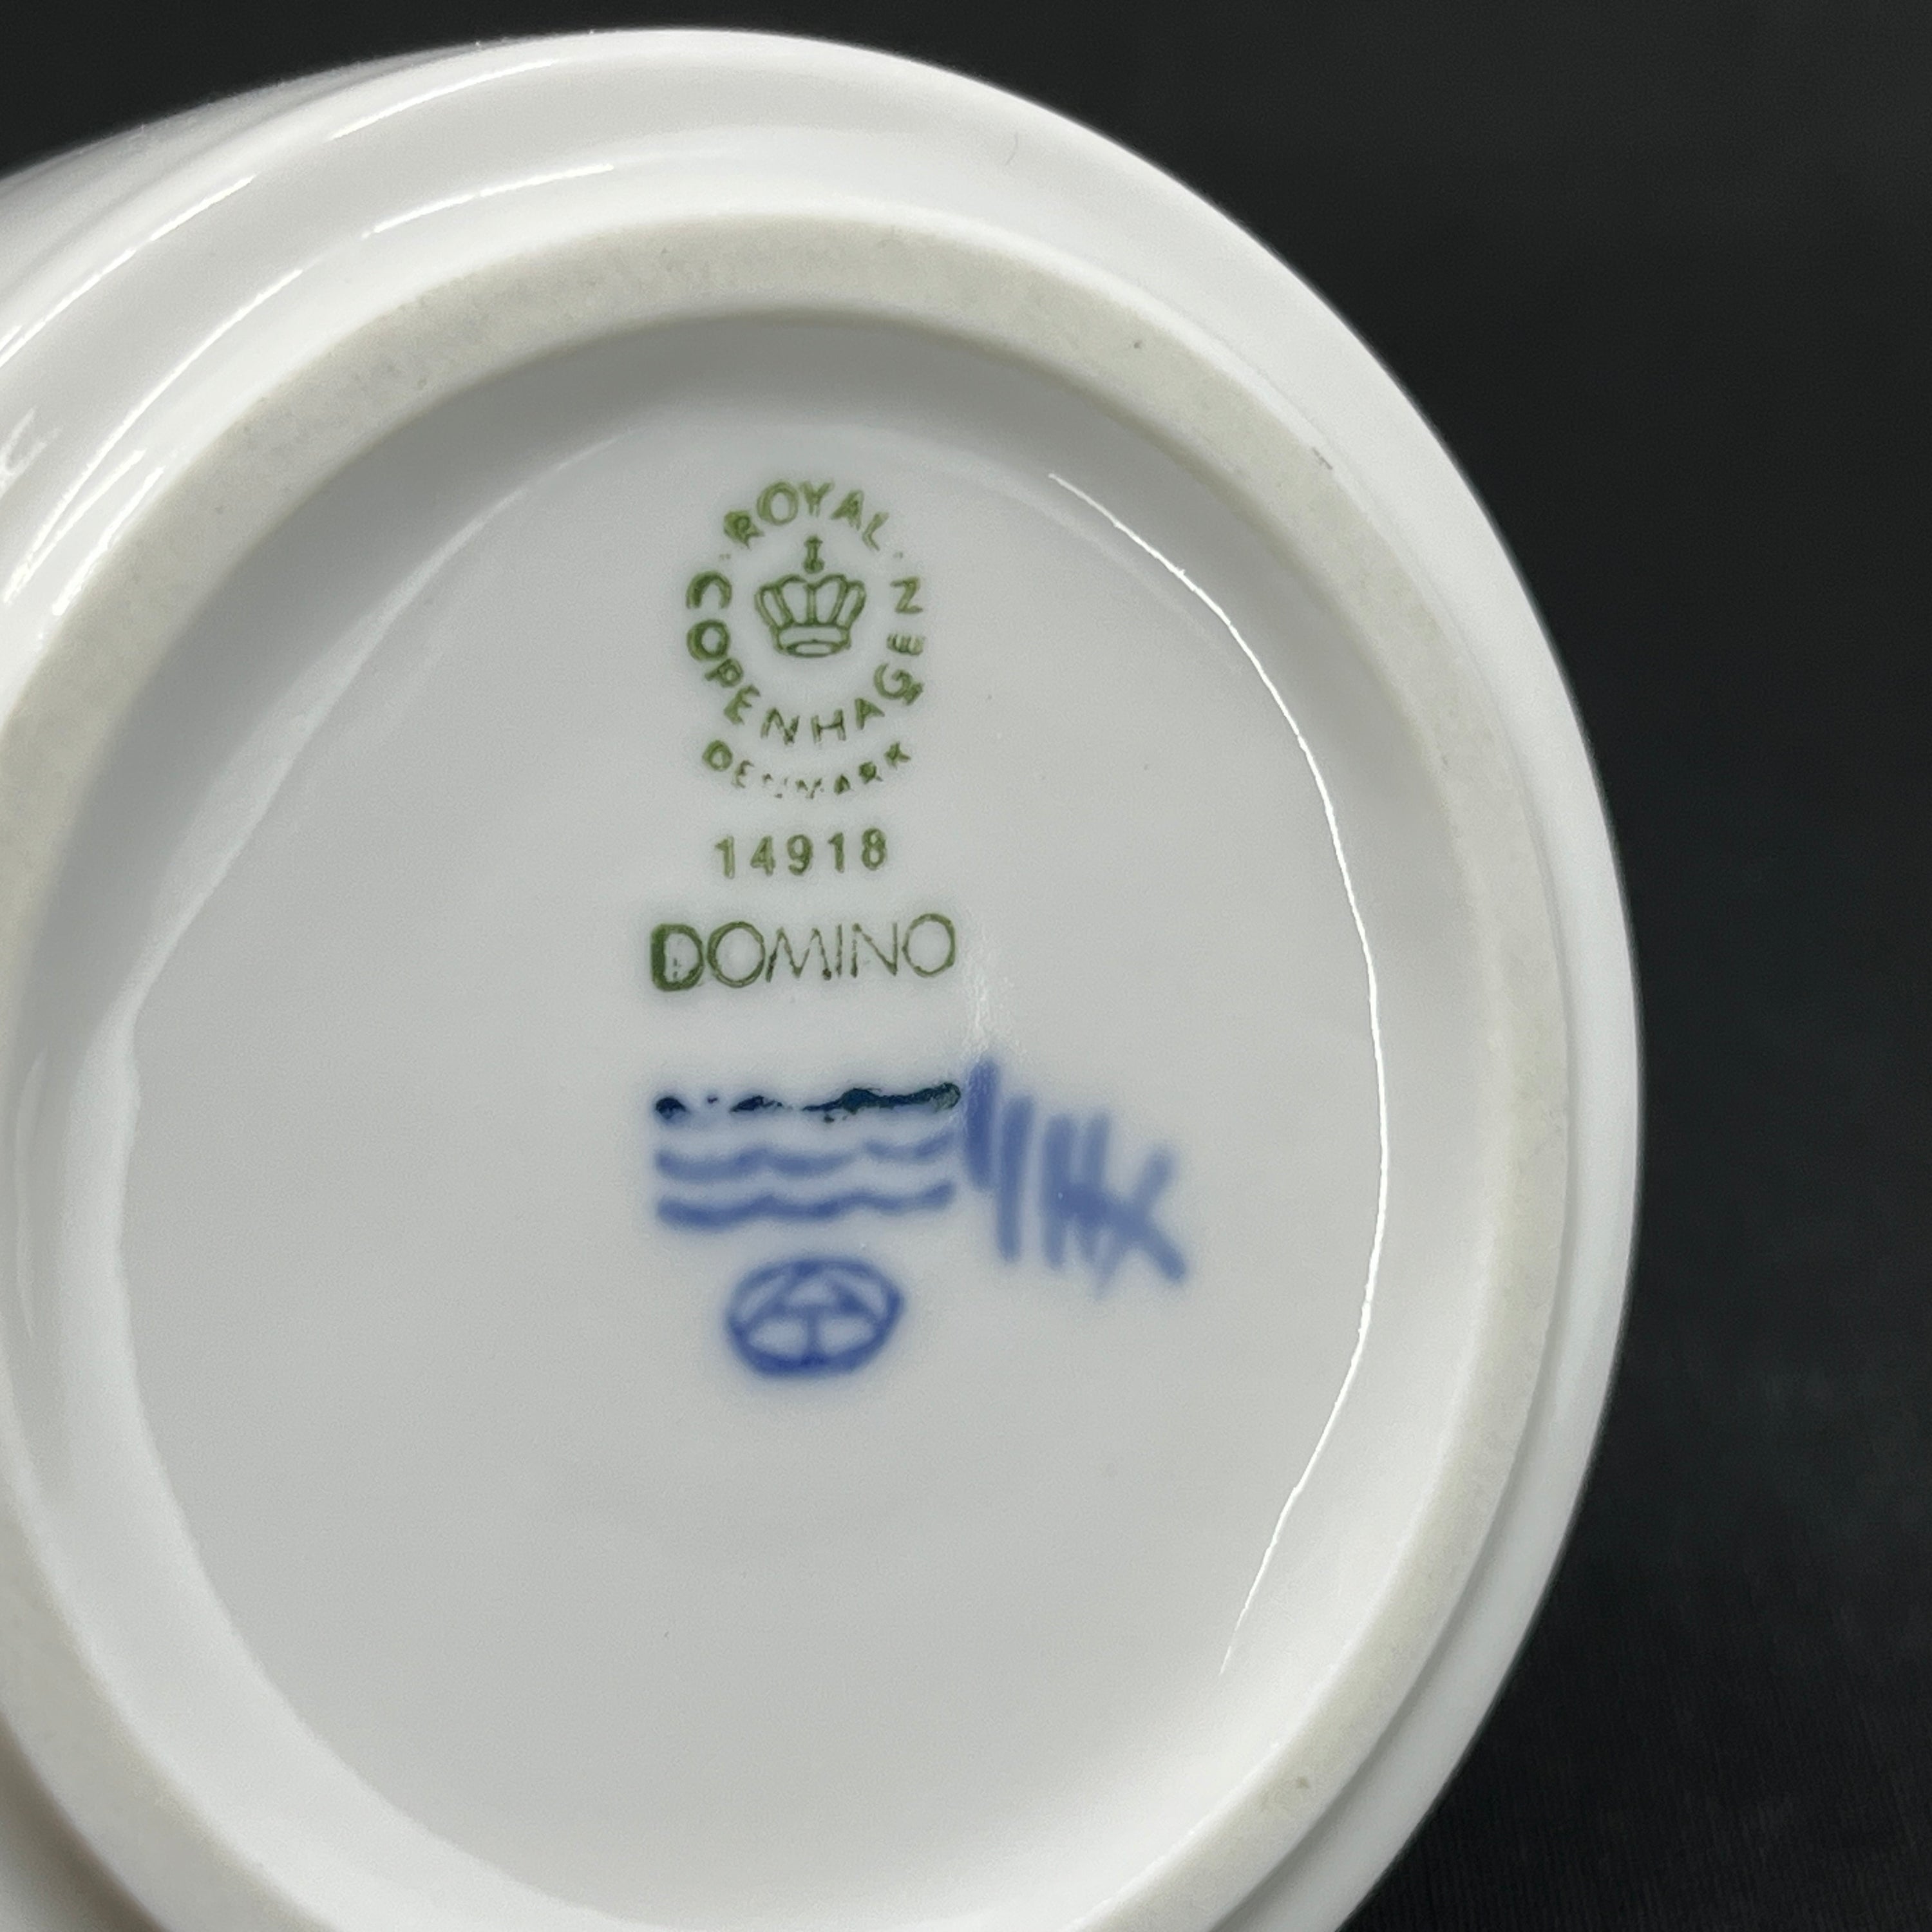 ROYAL
COPENHAGEN
DENMARK
14918
DOMINO